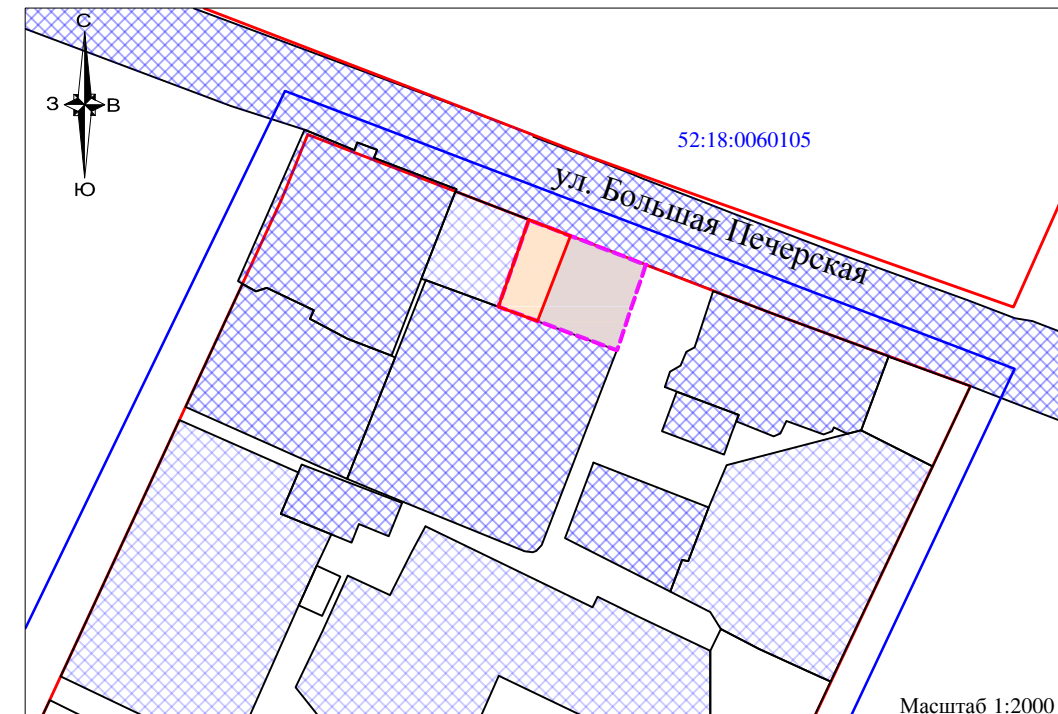 С
З В
Ю
52:18:0060105
ул. Большая Печерская
Масштаб 1:2000